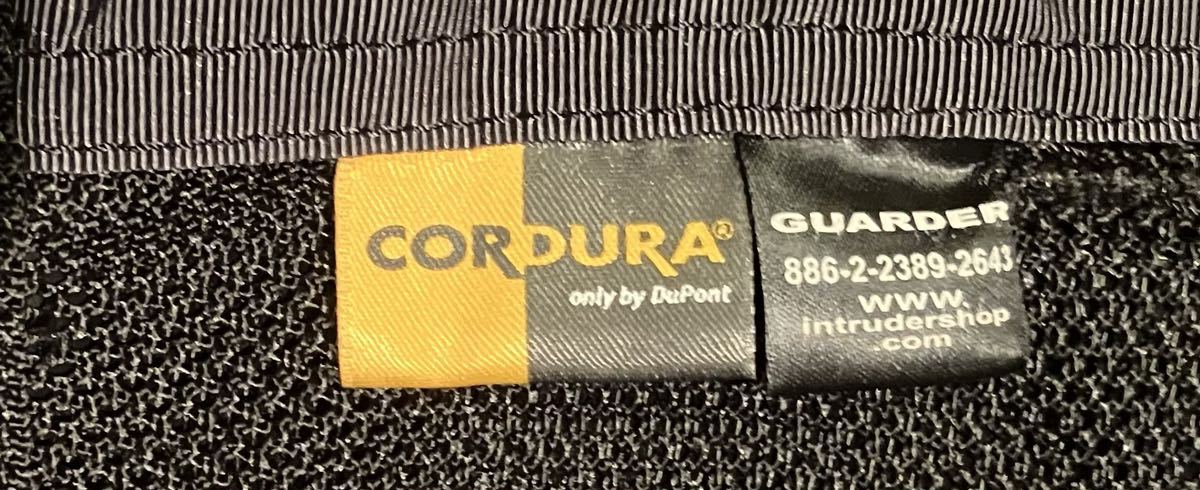 CORDURA®
only by DuPont
GUARDER
886-2-2389-2643
www.
intrudershop
.com